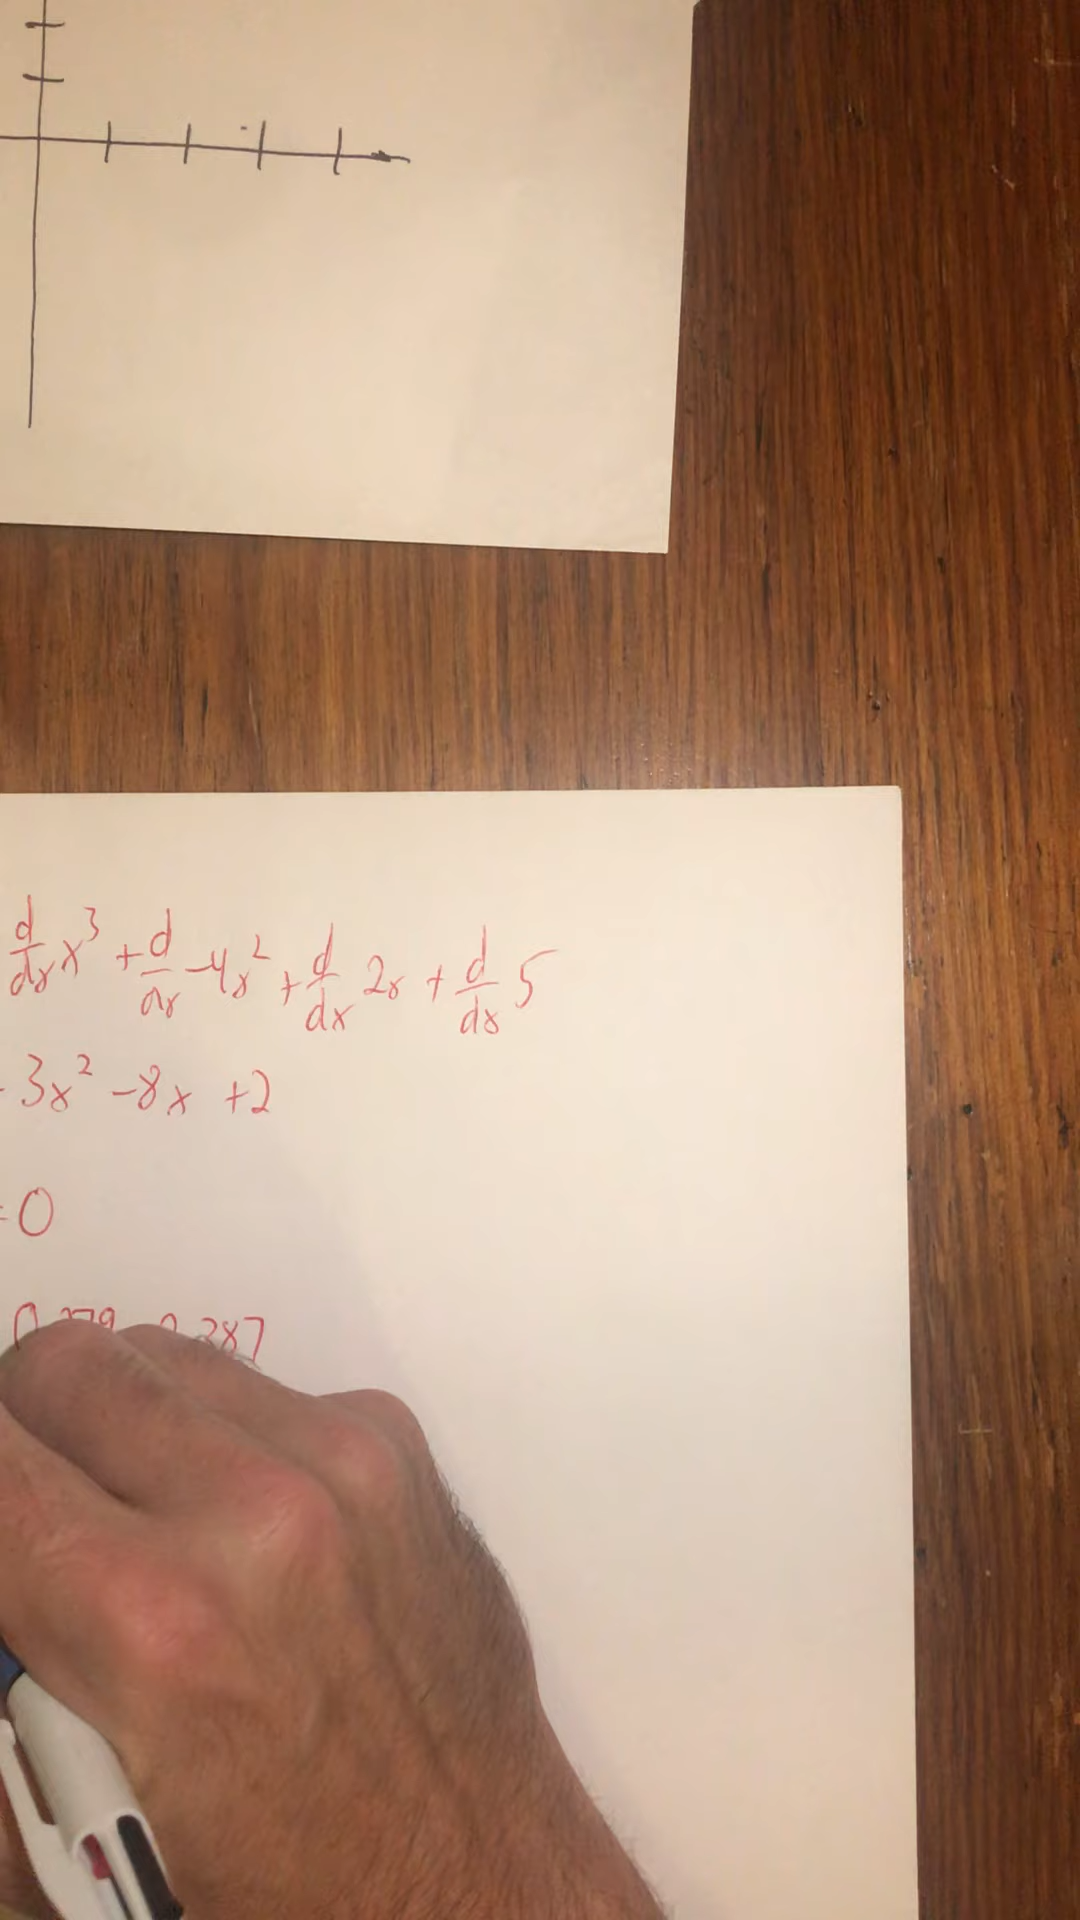 d/dx x³ + d/dx -4x² + d/dx 2x + d/dx 5
3x² -8x +2
= 0